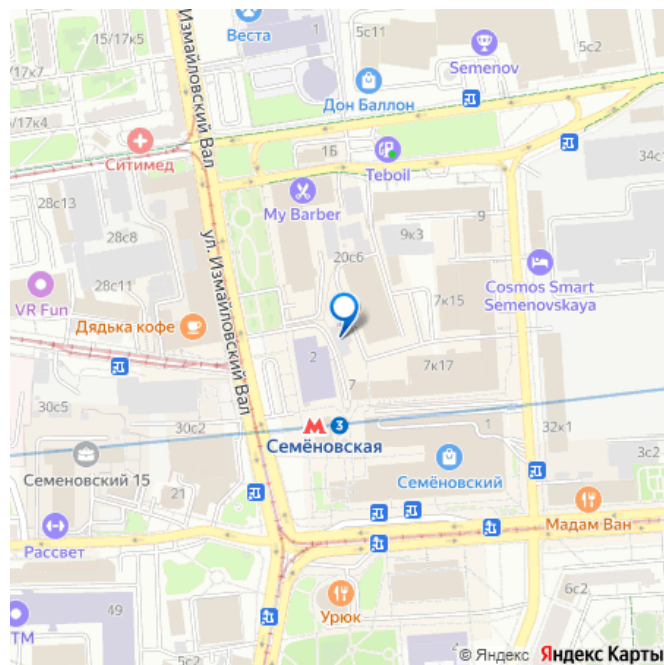 15/17к5
Веста
1
5с11
Semenov
5с2
15/17к7
Дон Баллон
17к4
Измайловский Вал
Ситимед
1Б
Teboil
34с1
28с13
My Barber
9
28с8
9к3
20с6
ул. Измайловский Вал
Cosmos Smart
Semenovskaya
28с11
7к15
VR Fun
Дядька кофе
2
7к17
7
30с5
30с2
3
1
32к1
Семёновская
3с2
Семеновский 15
Семёновский
21
Мадам Ван
Рассвет
6с2
49
Урюк
ТМ
5с2
© Яндекс Яндекс Карты